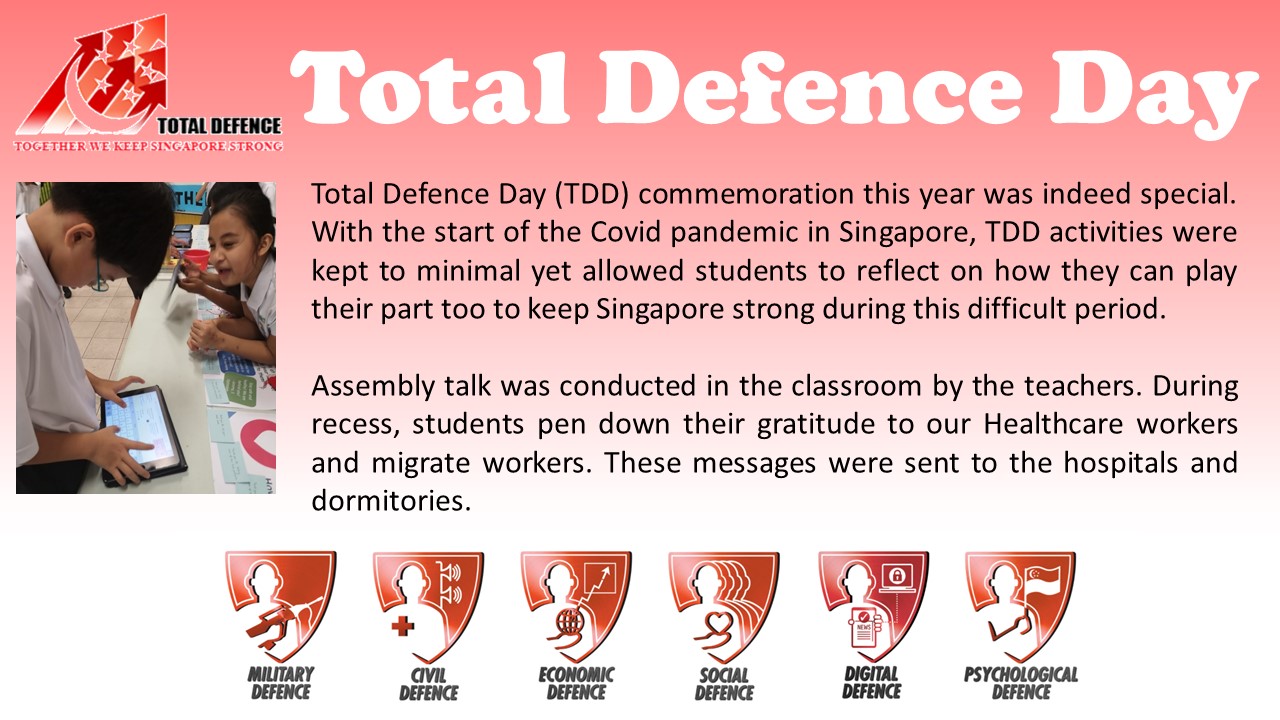 TOTAL DEFENCE
TOGETHER WE KEEP SINGAPORE STRONG
Total Defence Day
Total Defence Day (TDD) commemoration this year was indeed special.
With the start of the Covid pandemic in Singapore, TDD activities were
kept to minimal yet allowed students to reflect on how they can play
their part too to keep Singapore strong during this difficult period.
Assembly talk was conducted in the classroom by the teachers. During
recess, students pen down their gratitude to our Healthcare workers
and migrate workers. These messages were sent to the hospitals and
dormitories.
MILITARY
DEFENCE
CIVIL
DEFENCE
ECONOMIC
DEFENCE
SOCIAL
DEFENCE
NEWS
DIGITAL
DEFENCE
PSYCHOLOGICAL
DEFENCE